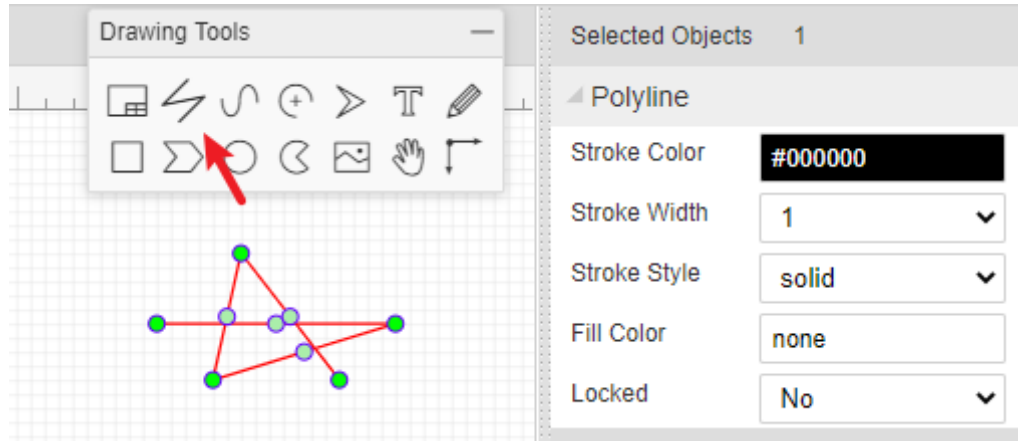 Drawing Tools
Selected Objects 1
Polyline
Stroke Color #000000
Stroke Width 1
Stroke Style solid
Fill Color none
Locked No